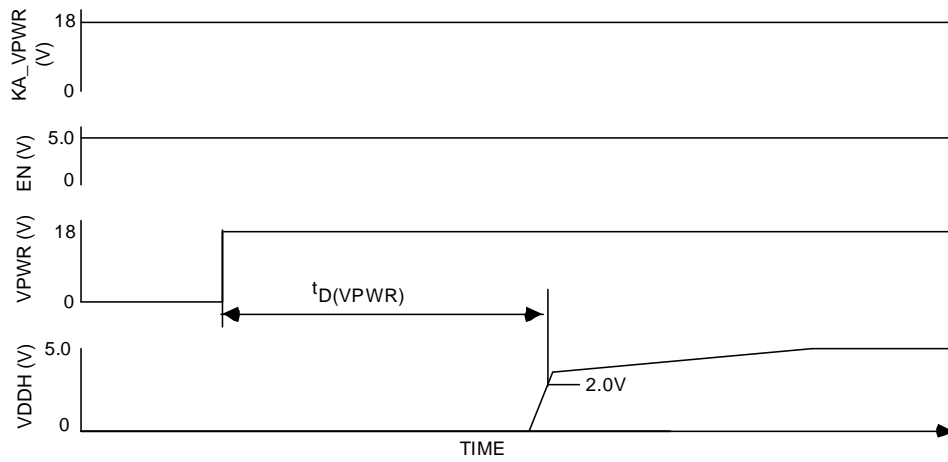 KA_VPWR
(V)
18
0
EN (V)
5.0
0
VPWR (V)
18
0
tD(VPWR)
VDDH (V)
5.0
0
2.0V
TIME